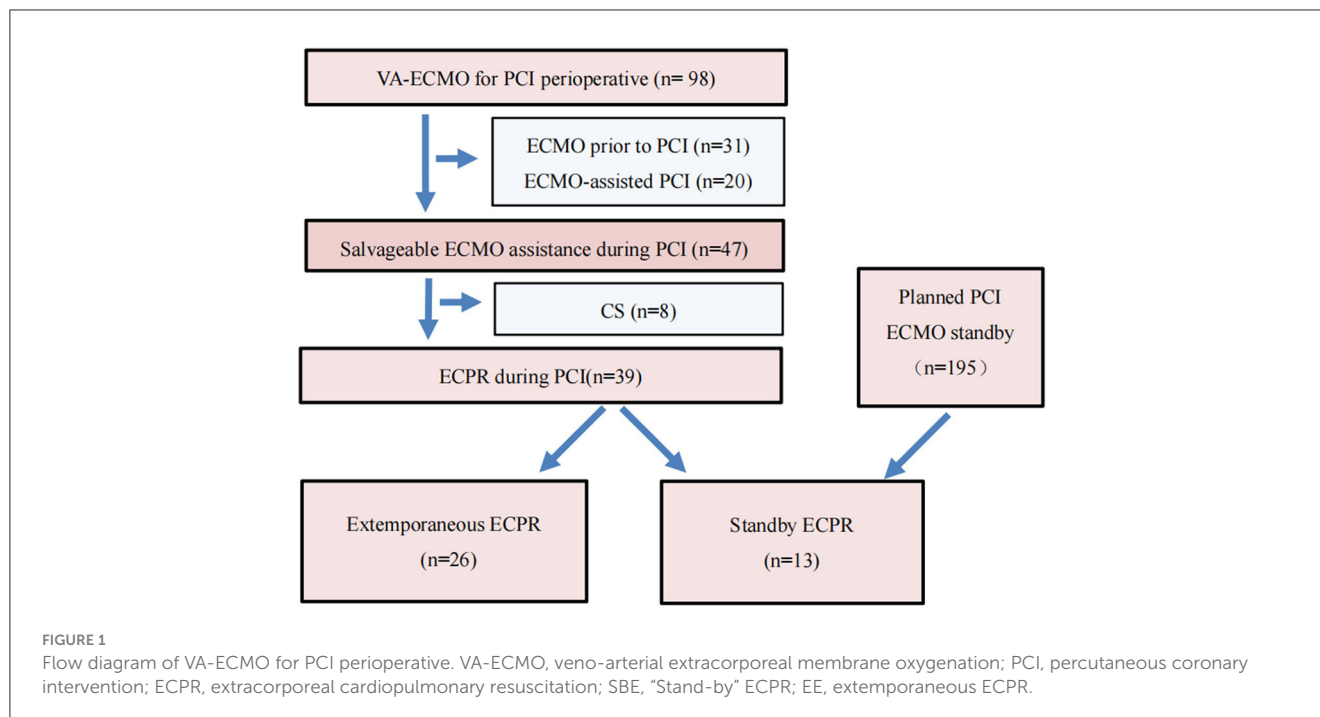 VA-ECMO for PCI perioperative (n= 98)
ECMO prior to PCI (n=31)
ECMO-assisted PCI (n=20)
Salvageable ECMO assistance during PCI (n=47)
CS (n=8)
Planned PCI
ECMO standby
（n=195）
ECPR during PCI(n=39)
Extemporaneous ECPR
(n=26)
Standby ECPR
(n=13)
FIGURE 1
Flow diagram of VA-ECMO for PCI perioperative. VA-ECMO, veno-arterial extracorporeal membrane oxygenation; PCI, percutaneous coronary
intervention; ECPR, extracorporeal cardiopulmonary resuscitation; SBE, “Stand-by” ECPR; EE, extemporaneous ECPR.